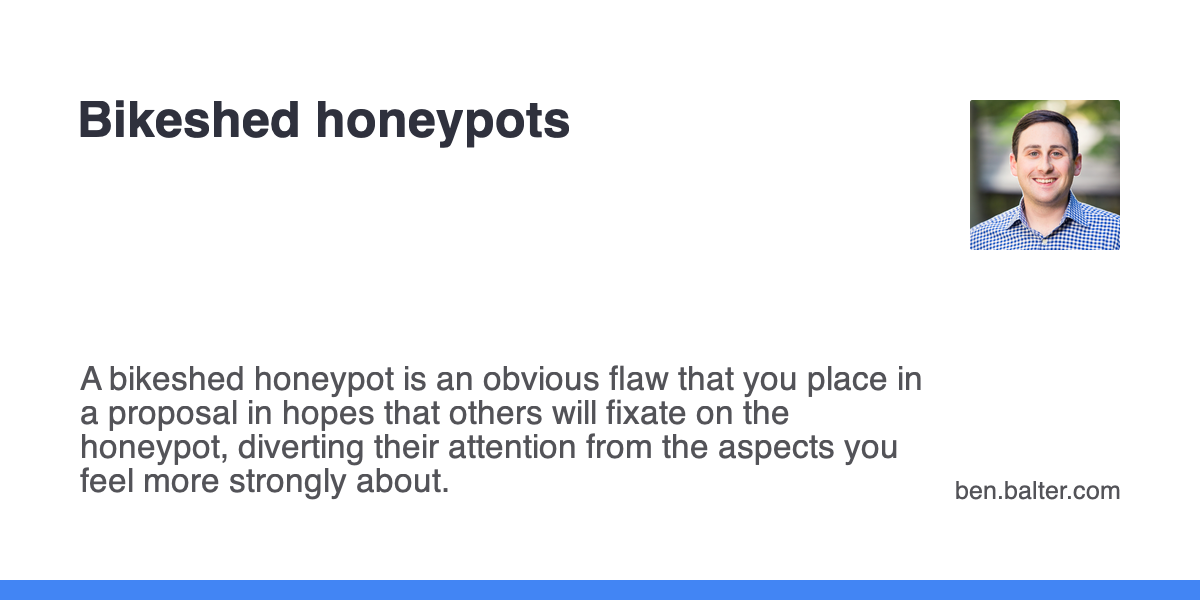 Bikeshed honeypots
A bikeshed honeypot is an obvious flaw that you place in
a proposal in hopes that others will fixate on the
honeypot, diverting their attention from the aspects you
feel more strongly about.
ben.balter.com